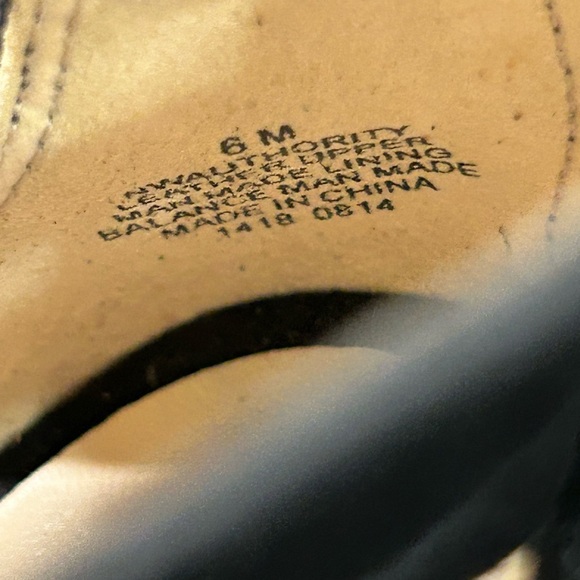 6 M
NWAUTHORITY
LEATHER UPPER
MAN MADE LINING
BALANCE MAN MADE
MADE IN CHINA
1418 0814